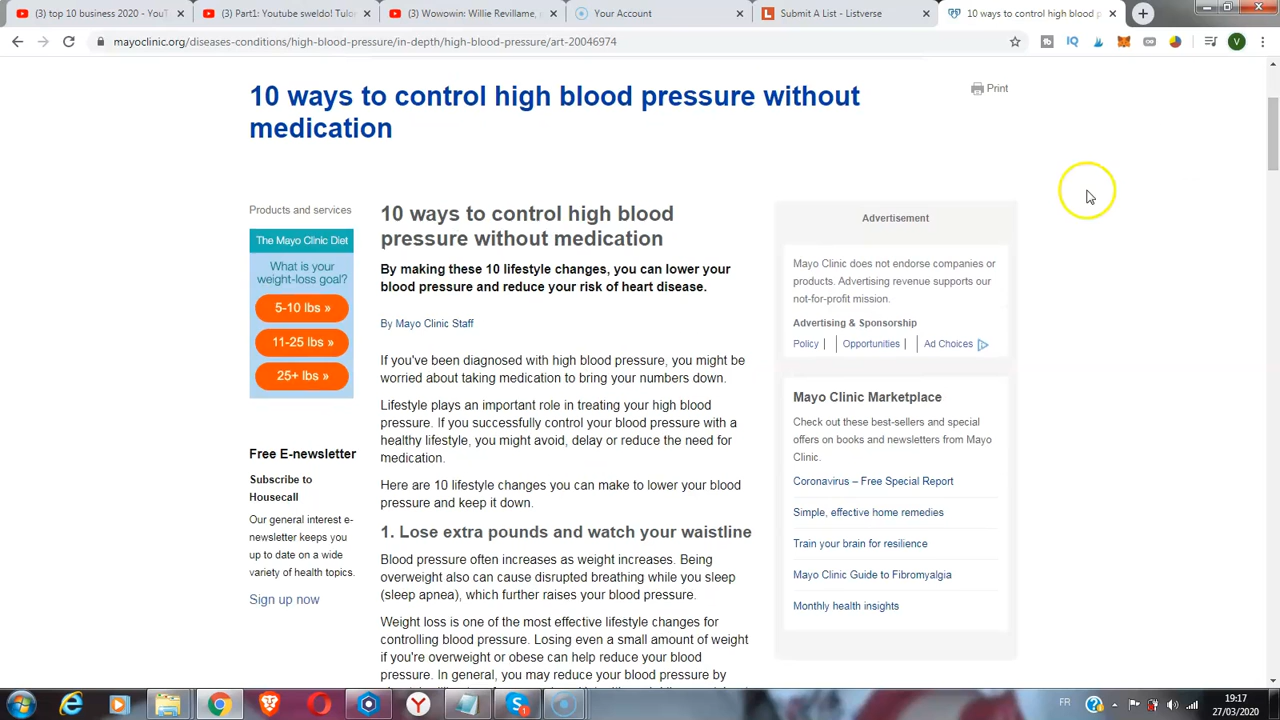 (3) top 10 business 2020 - YouT
(3) Part1: Youtube sweldo! Tutor
(3) Wowowin: Willie Revillame,
Your Account
Submit a List - Listverse
10 ways to control high blood p
mayoclinic.org/diseases-conditions/high-blood-pressure/in-depth/high-blood-pressure/art-20046974
V
10 ways to control high blood pressure without
medication
Print
Products and services
The Mayo Clinic Diet
What is your
weight-loss goal?
5-10 lbs »
11-25 lbs »
25+ lbs »
Free E-newsletter
Subscribe to
Housecall
Our general interest e-
newsletter keeps you
up to date on a wide
variety of health topics.
Sign up now
10 ways to control high blood
pressure without medication
By making these 10 lifestyle changes, you can lower your
blood pressure and reduce your risk of heart disease.
By Mayo Clinic Staff
If you've been diagnosed with high blood pressure, you might be
worried about taking medication to bring your numbers down.
Lifestyle plays an important role in treating your high blood
pressure. If you successfully control your blood pressure with a
healthy lifestyle, you might avoid, delay or reduce the need for
medication.
Here are 10 lifestyle changes you can make to lower your blood
pressure and keep it down.
1. Lose extra pounds and watch your waistline
Blood pressure often increases as weight increases. Being
overweight also can cause disrupted breathing while you sleep
(sleep apnea), which further raises your blood pressure.
Weight loss is one of the most effective lifestyle changes for
controlling blood pressure. Losing even a small amount of weight
if you're overweight or obese can help reduce your blood
pressure. In general, you may reduce your blood pressure by
Advertisement
Mayo Clinic does not endorse companies or
products. Advertising revenue supports our
not-for-profit mission.
Advertising & Sponsorship
Policy | Opportunities | Ad Choices
Mayo Clinic Marketplace
Check out these best-sellers and special
offers on books and newsletters from Mayo
Clinic.
Coronavirus – Free Special Report
Simple, effective home remedies
Train your brain for resilience
Mayo Clinic Guide to Fibromyalgia
Monthly health insights
FR
19:17
27/03/2020